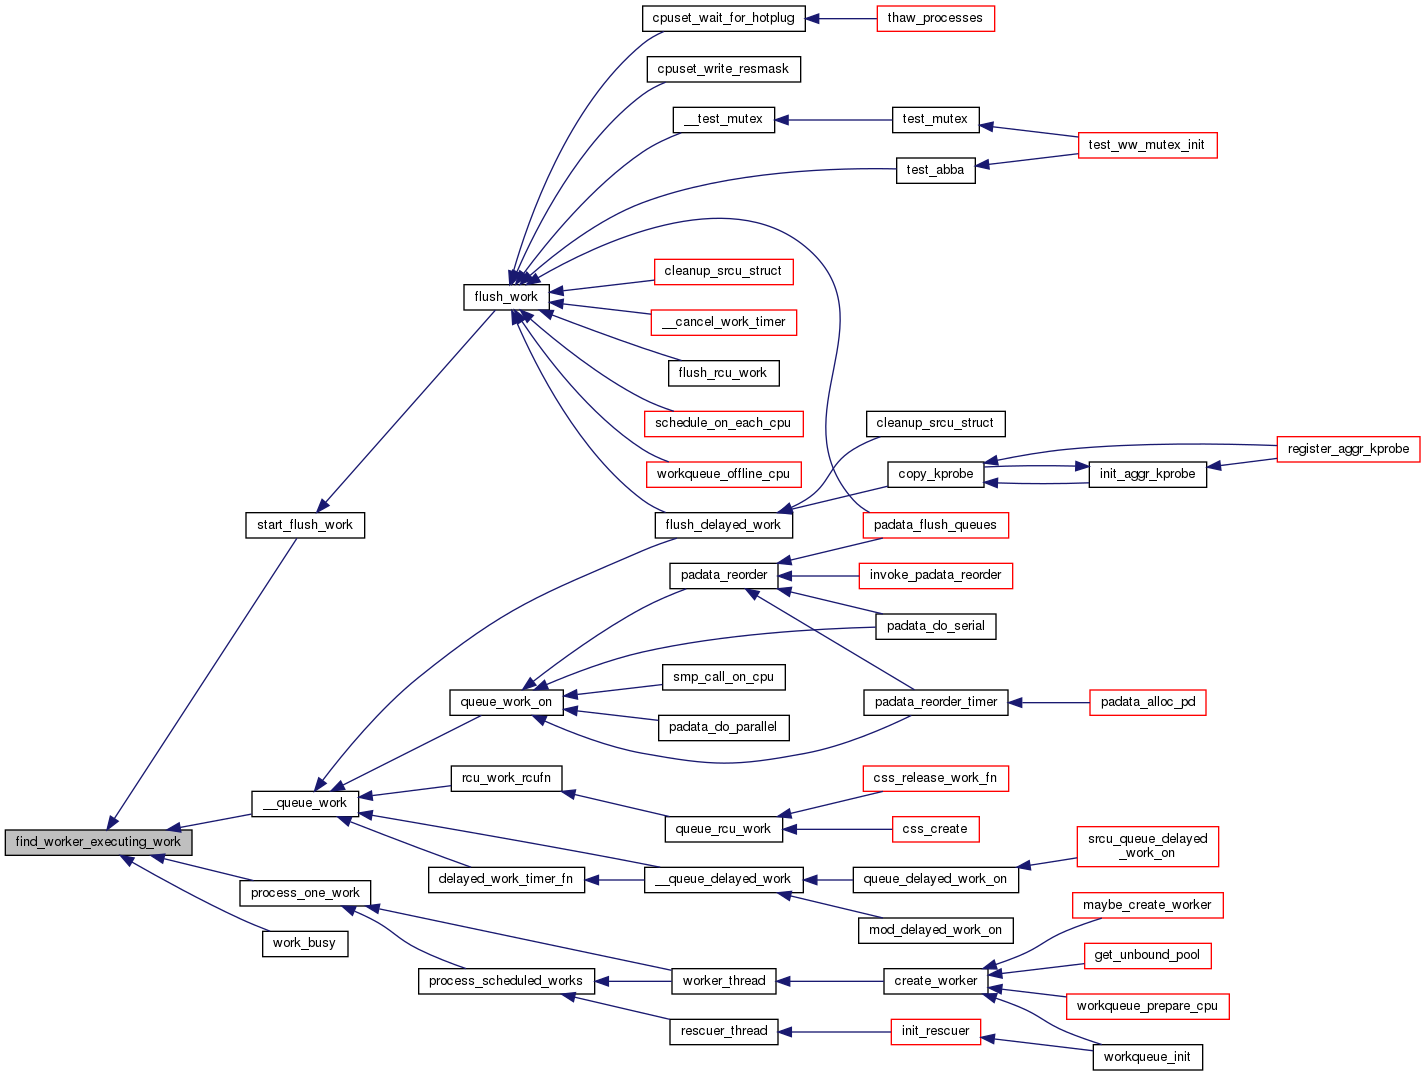 cpuset_wait_for_hotplug
thaw_processes
cpuset_write_resmask
__test_mutex
test_mutex
test_ww_mutex_init
test_abba
cleanup_srcu_struct
flush_work
__cancel_work_timer
flush_rcu_work
schedule_on_each_cpu
cleanup_srcu_struct
register_aggr_kprobe
workqueue_offline_cpu
copy_kprobe
init_aggr_kprobe
start_flush_work
flush_delayed_work
padata_flush_queues
padata_reorder
invoke_padata_reorder
padata_do_serial
smp_call_on_cpu
queue_work_on
padata_reorder_timer
padata_alloc_pd
padata_do_parallel
rcu_work_rcufn
css_release_work_fn
__queue_work
queue_rcu_work
css_create
find_worker_executing_work
srcu_queue_delayed
_work_on
delayed_work_timer_fn
__queue_delayed_work
queue_delayed_work_on
process_one_work
maybe_create_worker
work_busy
mod_delayed_work_on
get_unbound_pool
process_scheduled_works
worker_thread
create_worker
workqueue_prepare_cpu
rescuer_thread
init_rescuer
workqueue_init